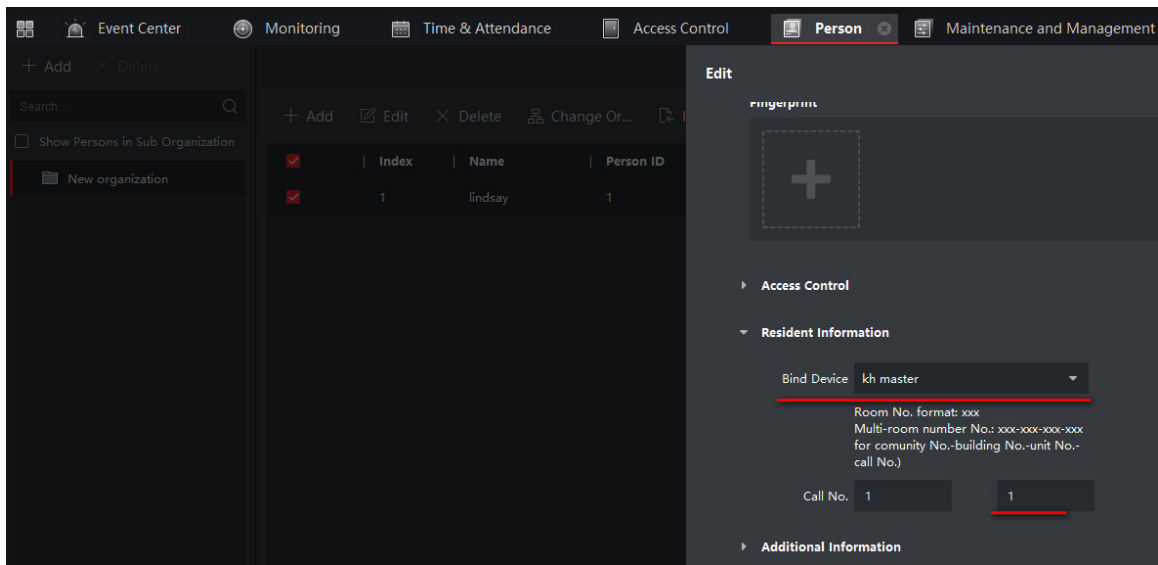 Event Center
Monitoring
Time & Attendance
Access Control
Person
Maintenance and Management
Add
Delete
Search...
Show Persons in Sub Organization
New organization
Add
Edit
Delete
Change Or...
Index
Name
Person ID
1
lindsay
1
Edit
Fingerprint
Access Control
Resident Information
Bind Device
kh master
Room No. format: xxx
Multi-room number No.: xxx-xxx-xxx-xxx
for comunity No.-building No.-unit No.-
call No.)
Call No.
1
1
Additional Information